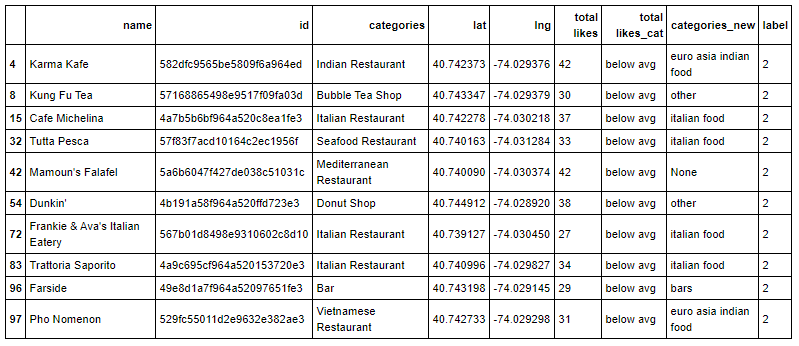 name id categories lat lng total likes total likes_cat categories_new label
4 Karma Kafe 582dfc9565be5809f6a964ed Indian Restaurant 40.742373 -74.029376 42 below avg euro asia indian food 2
8 Kung Fu Tea 57168865498e9517f09fa03d Bubble Tea Shop 40.743347 -74.029379 30 below avg other 2
15 Cafe Michelina 4a7b5b6bf964a520c8ea1fe3 Italian Restaurant 40.742278 -74.030218 37 below avg italian food 2
32 Tutta Pesca 57f83f7acd10164c2ec1956f Seafood Restaurant 40.740163 -74.031284 33 below avg italian food 2
42 Mamoun's Falafel 5a6b6047f427de038c51031c Mediterranean Restaurant 40.740090 -74.030374 42 below avg None 2
54 Dunkin' 4b191a58f964a520ffd723e3 Donut Shop 40.744912 -74.028920 38 below avg other 2
72 Frankie & Ava's Italian Eatery 567b01d8498e9310602c8d10 Italian Restaurant 40.739127 -74.030450 27 below avg italian food 2
83 Trattoria Saporito 4a9c695cf964a520153720e3 Italian Restaurant 40.740996 -74.029827 34 below avg italian food 2
96 Farside 49e8d1a7f964a52097651fe3 Bar 40.743198 -74.029145 29 below avg bars 2
97 Pho Nomenon 529fc55011d2e9632e382ae3 Vietnamese Restaurant 40.742733 -74.029298 31 below avg euro asia indian food 2